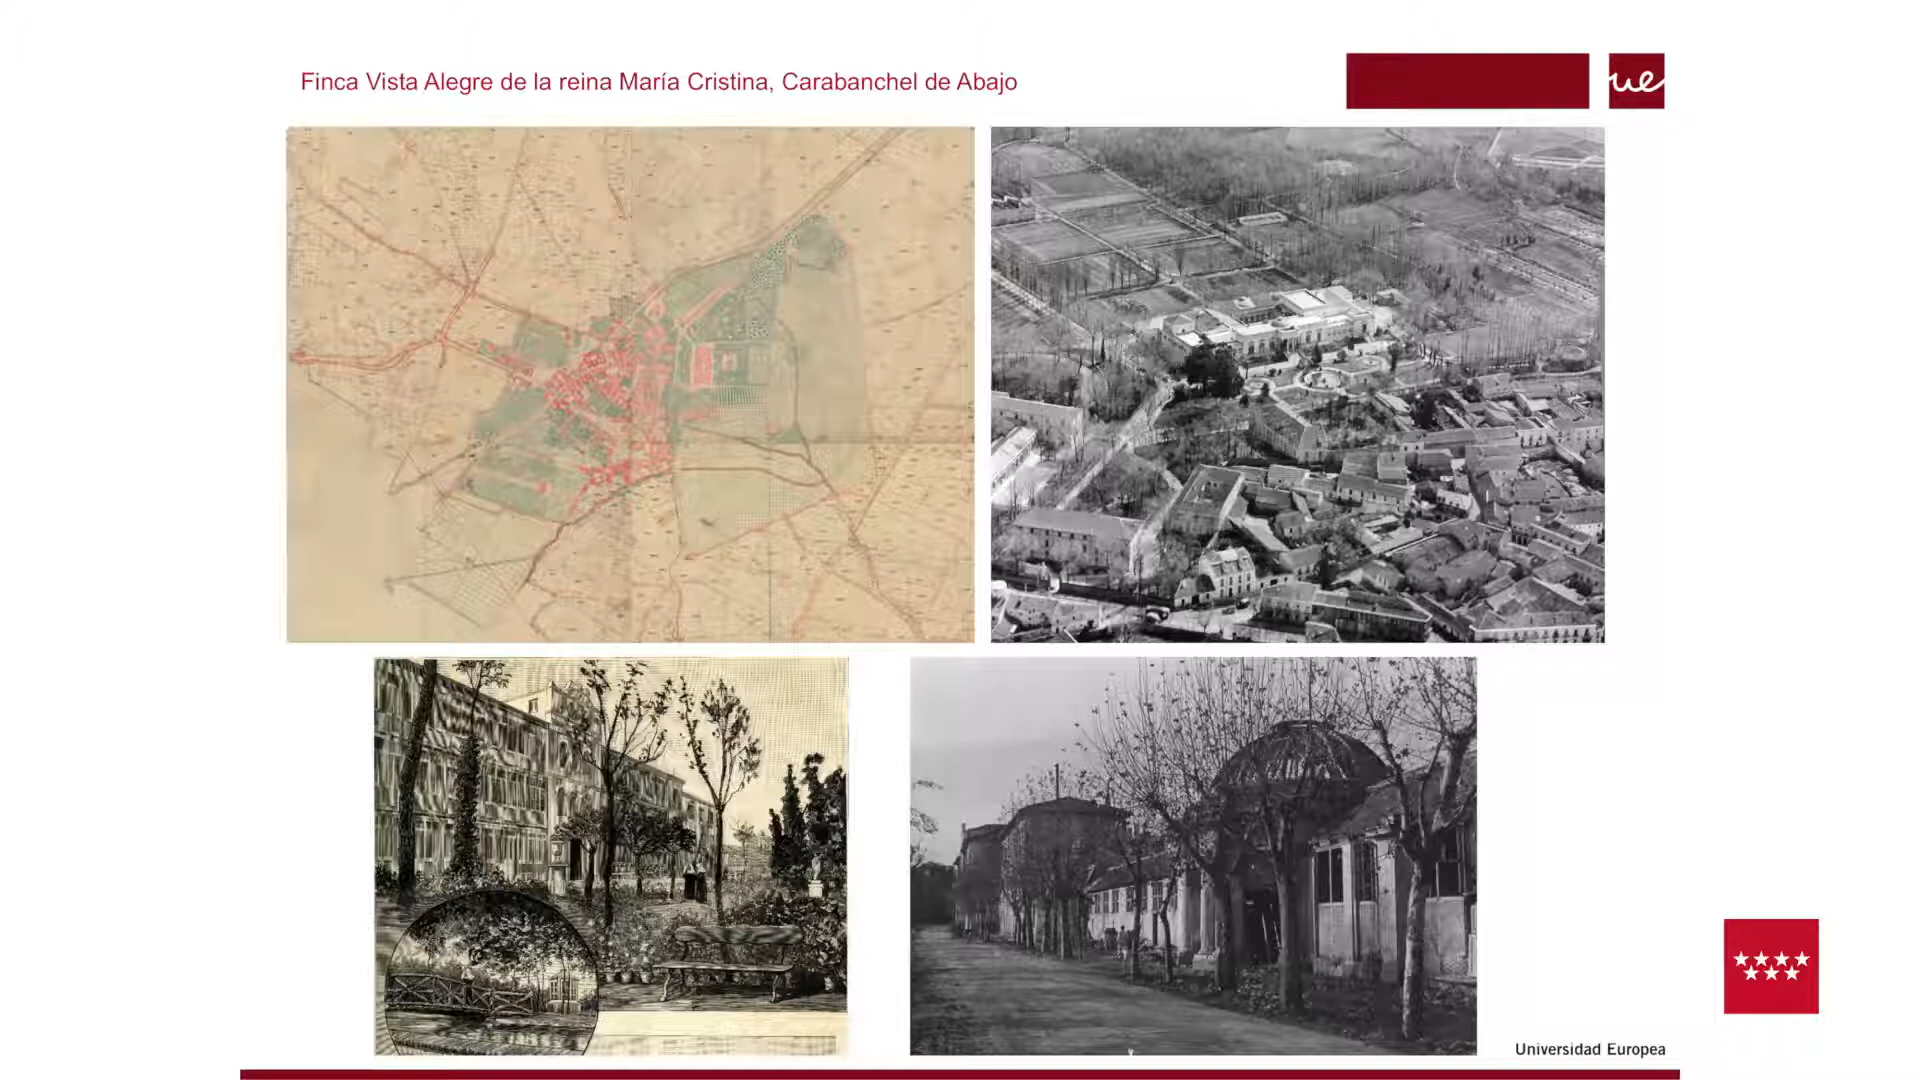 Finca Vista Alegre de la reina María Cristina, Carabanchel de Abajo
ue
Universidad Europea